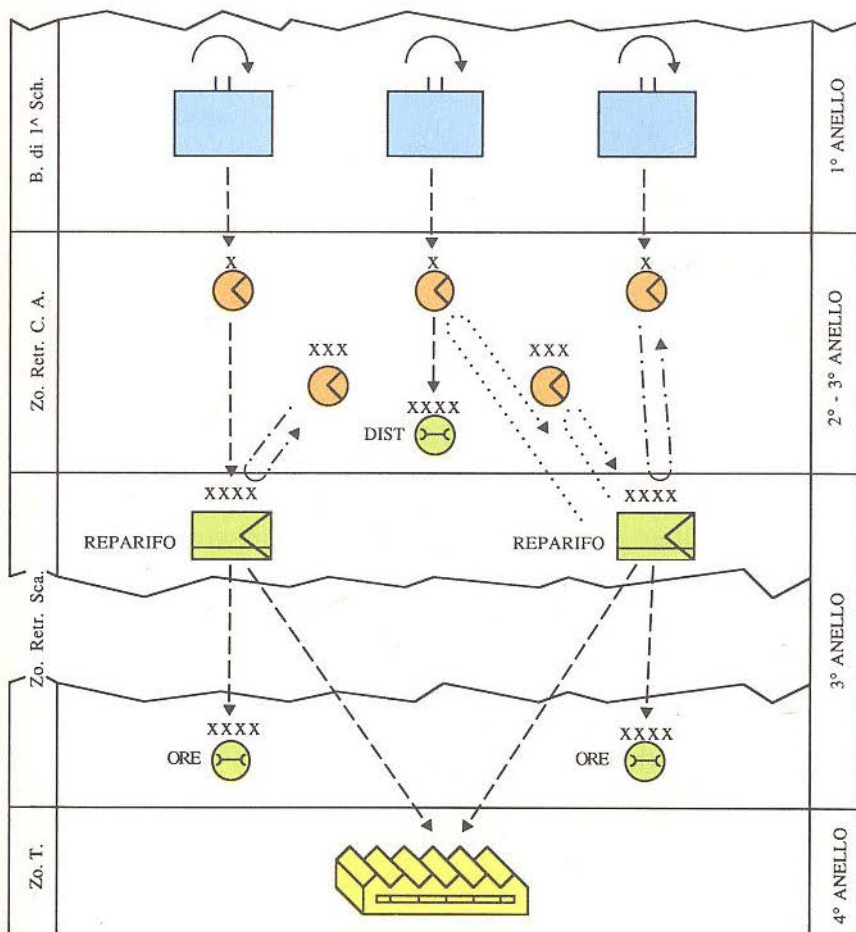 B. di 1^ Sch.
1° ANELLO
X
X
X
Zo. Retr. C. A.
2° - 3° ANELLO
XXX
XXX
XXXX
DIST
XXXX
XXXX
REPARIFO
REPARIFO
Zo. Retr. Sca.
3° ANELLO
XXXX
XXXX
ORE
ORE
Zo. T.
4° ANELLO